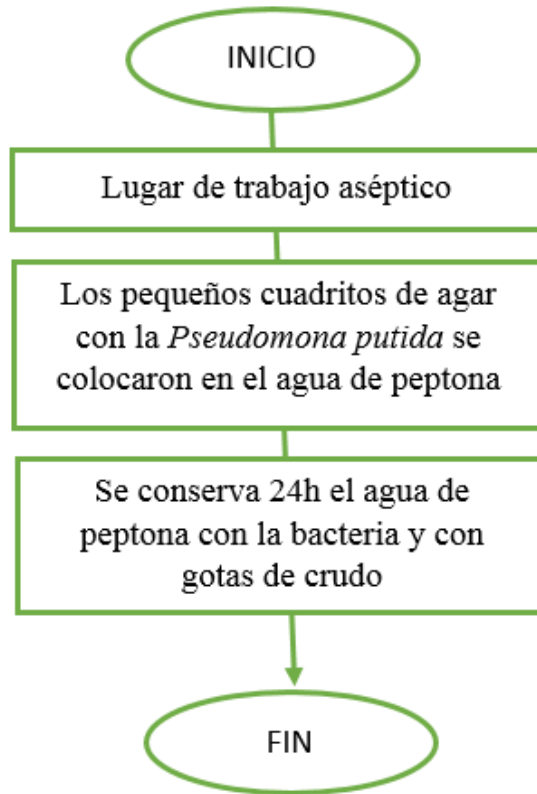 INICIO
Lugar de trabajo aséptico
Los pequeños cuadritos de agar
con la Pseudomona putida se
colocaron en el agua de peptona
Se conserva 24h el agua de
peptona con la bacteria y con
gotas de crudo
FIN